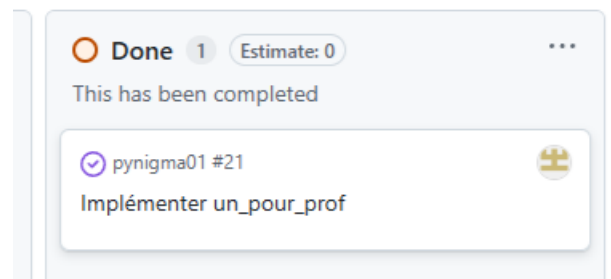 Done 1 Estimate: 0 ...
This has been completed
pynigma01 #21
Implémenter un_pour_prof